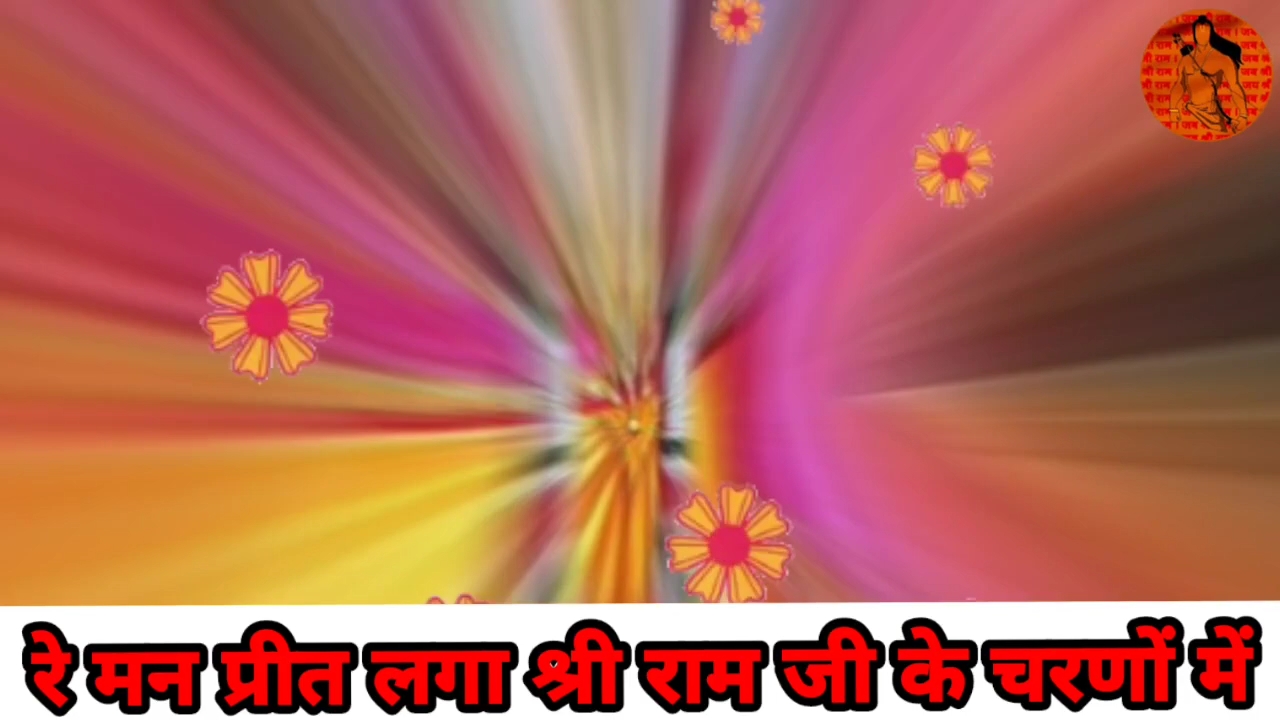 रे मन प्रीत लगा श्री राम जी के चरणों में